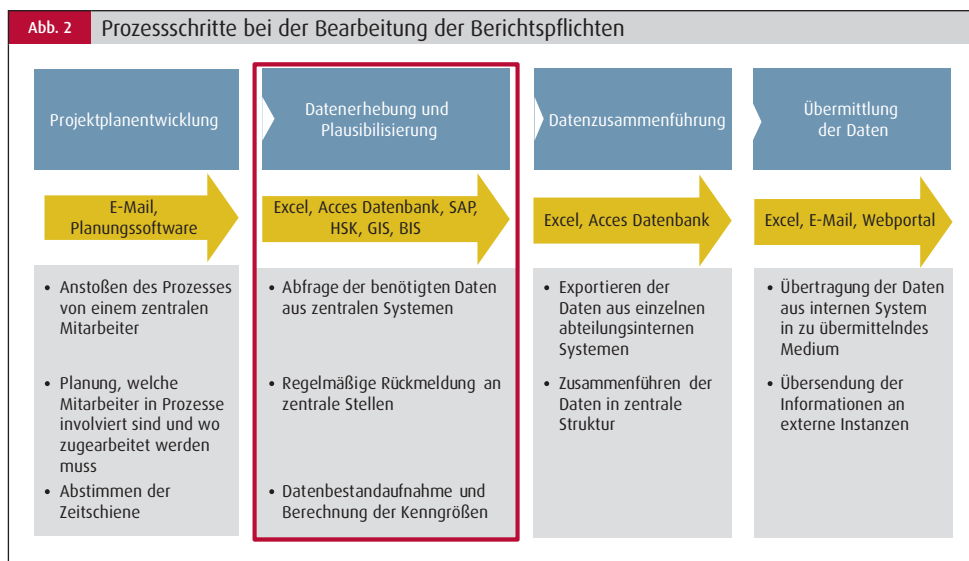 Abb. 2 Prozessschritte bei der Bearbeitung der Berichtspflichten
Projektplanentwicklung
Datenerhebung und
Plausibilisierung
Datenzusammenführung
Übermittlung
der Daten
E-Mail,
Planungssoftware
Excel, Acces Datenbank, SAP,
HSK, GIS, BIS
Excel, Acces Datenbank
Excel, E-Mail, Webportal
• Anstoßen des Prozesses
von einem zentralen
Mitarbeiter
• Planung, welche
Mitarbeiter in Prozesse
involviert sind und wo
zugearbeitet werden
muss
• Abstimmen der
Zeitschiene
• Abfrage der benötigten Daten
aus zentralen Systemen
• Regelmäßige Rückmeldung an
zentrale Stellen
• Datenbestandaufnahme und
Berechnung der Kenngrößen
• Exportieren der
Daten aus einzelnen
abteilungsinternen
Systemen
• Zusammenführen der
Daten in zentrale
Struktur
• Übertragung der Daten
aus internen System
in zu übermittelndes
Medium
• Übersendung der
Informationen an
externe Instanzen